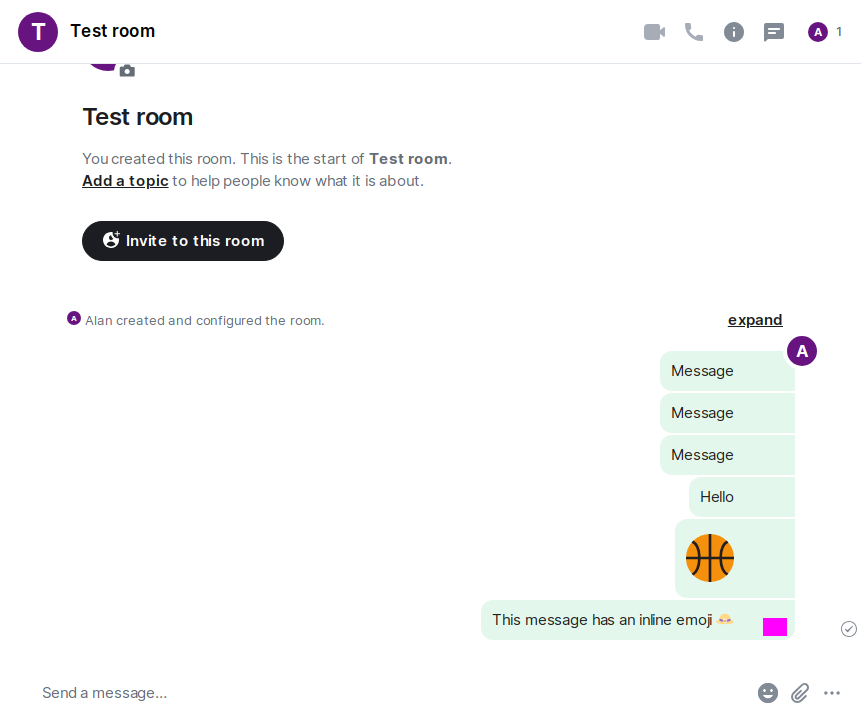 T Test room A 1
Test room
You created this room. This is the start of Test room.
Add a topic to help people know what it is about.
Invite to this room
A Alan created and configured the room. expand
A
Message
Message
Message
Hello
This message has an inline emoji 👒
Send a message…